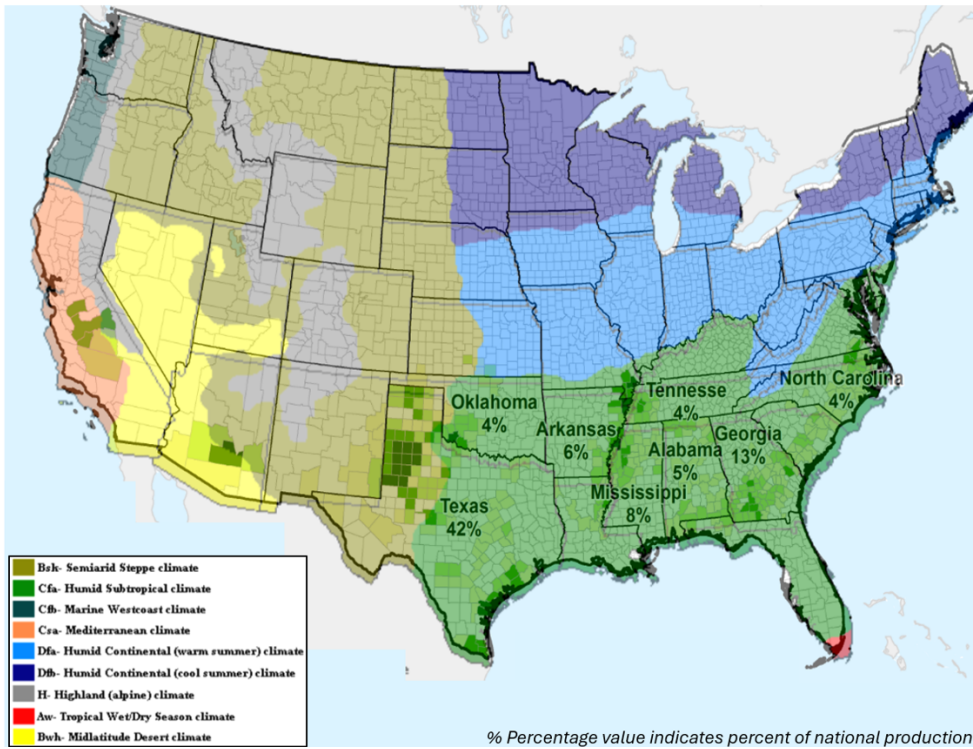 Oklahoma
4%
Tennesse
4%
North Carolina
4%
Arkansas
6%
Alabama
5%
Georgia
13%
Mississippi
8%
Texas
42%
Bsk- Semiarid Steppe climate
Cfa- Humid Subtropical climate
Cfb- Marine Westcoast climate
Csa- Mediterranean climate
Dfa- Humid Continental (warm summer) climate
Dfb- Humid Continental (cool summer) climate
H- Highland (alpine) climate
Aw- Tropical Wet/Dry Season climate
Bwh- Midlatitude Desert climate
% Percentage value indicates percent of national production